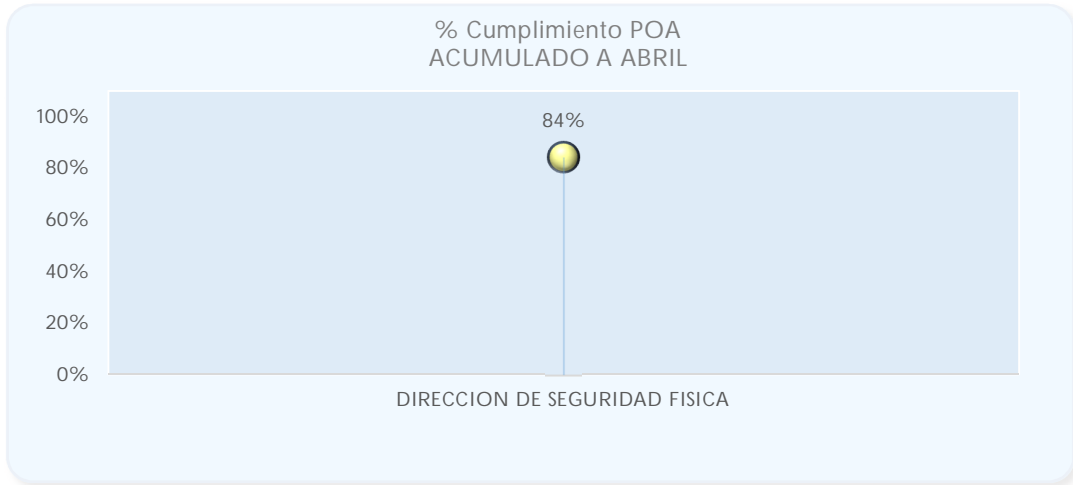 % Cumplimiento POA
ACUMULADO A ABRIL
100%
84%
80%
60%
40%
20%
0%
DIRECCION DE SEGURIDAD FISICA